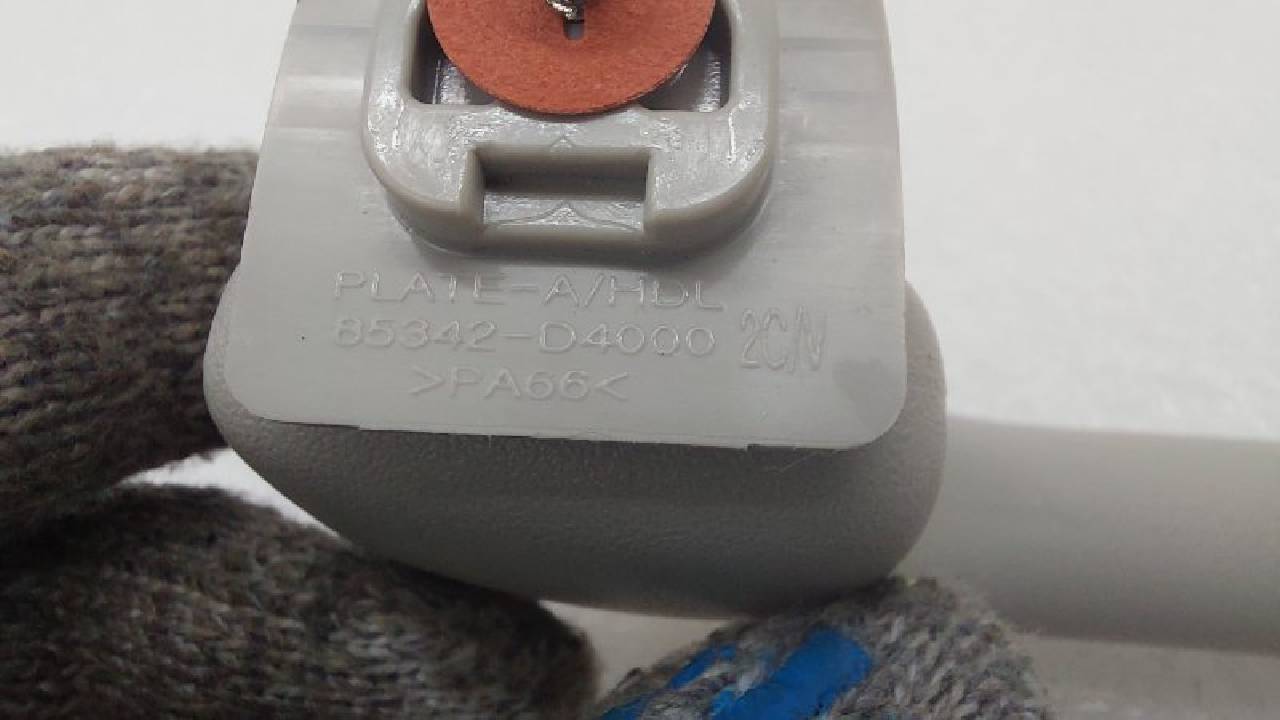 PLATE-A/HDL
85342-D4000 2C/V
>PA66<